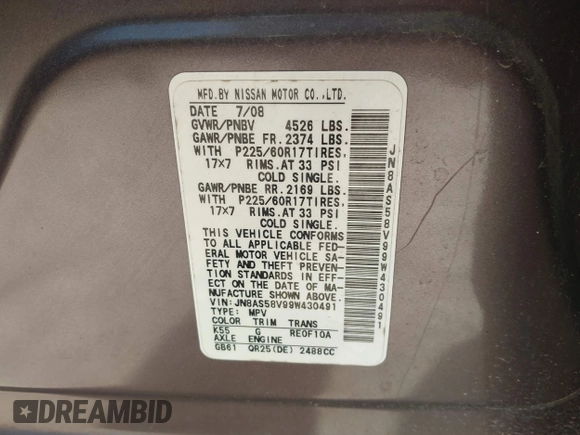 MFD.BY NISSAN MOTOR CO.,LTD.
DATE 7/08
GVWR/PNBV 4526 LBS.
GAWR/PNBE FR. 2374 LBS.
WITH P225/60R17TIRES.
17×7 RIMS.AT 33 PSI
COLD SINGLE.
GAWR/PNBE RR. 2169 LBS.
WITH P225/60R17TIRES.
17×7 RIMS.AT 33 PSI
COLD SINGLE.
THIS VEHICLE CONFORMS
TO ALL APPLICABLE FED-
ERAL MOTOR VEHICLE SA-
FETY AND THEFT PREVEN-
TION STANDARDS IN EFF-
ECT ON THE DATE OF MA-
NUFACTURE SHOWN ABOVE.
VIN: JN8AS58V99W430491
TYPE: MPV
COLOR TRIM TRANS
K55 G RE0F10A
AXLE ENGINE
GB61 QR25(DE) 2488CC
JN8AS58V99W430491
DREAMBID